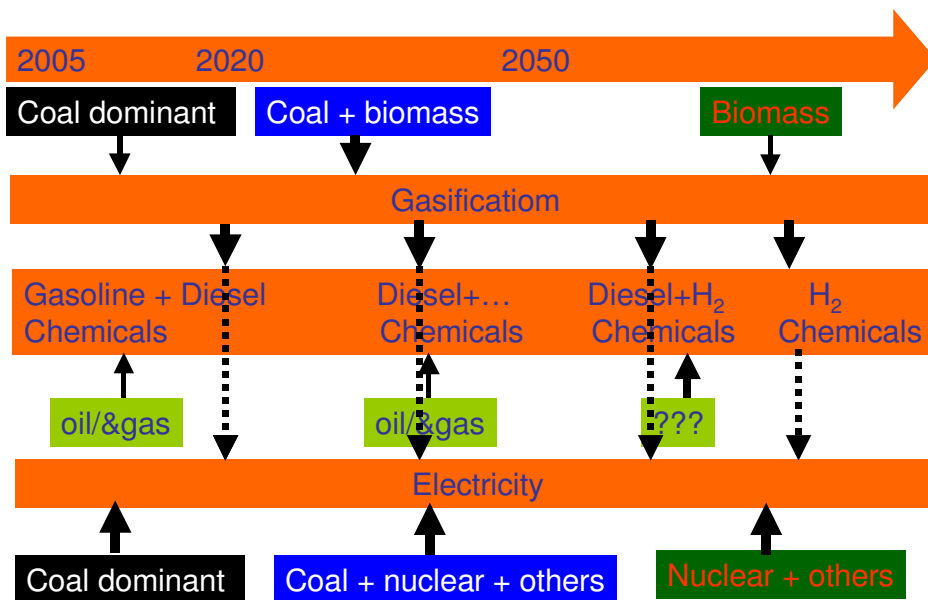 2005 2020 2050
Coal dominant Coal + biomass Biomass
Gasificatiom
Gasoline + Diesel Diesel+... Diesel+H₂ H₂
Chemicals Chemicals Chemicals Chemicals
oil/&gas oil/&gas ???
Electricity
Coal dominant Coal + nuclear + others Nuclear + others